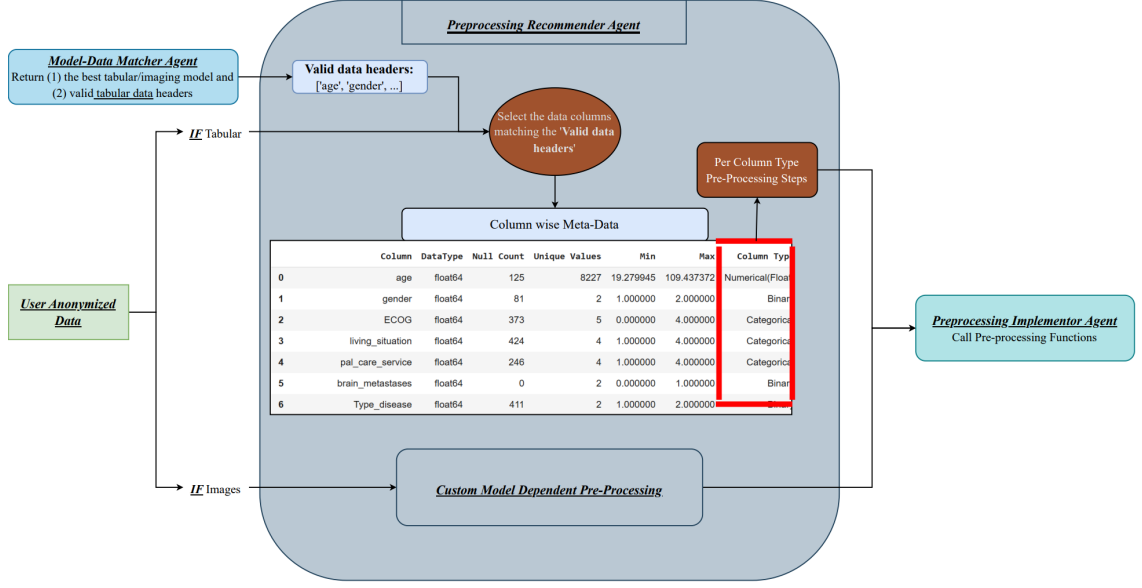 Preprocessing Recommender Agent
Model-Data Matcher Agent
Return (1) the best tabular/imaging model and
(2) valid tabular data headers
Valid data headers:
['age', 'gender', ...]
IF Tabular
Select the data columns
matching the 'Valid data
headers'
Per Column Type
Pre-Processing Steps
Column wise Meta-Data
Column DataType Null Count Unique Values Min Max Column Typ
0 age float64 125 8227 19.279945 109.437372 Numerical(Float
1 gender float64 81 2 1.000000 2.000000 Binar
2 ECOG float64 373 5 0.000000 4.000000 Categorica
3 living_situation float64 424 4 1.000000 4.000000 Categorica
4 pal_care_service float64 246 4 1.000000 4.000000 Categorica
5 brain_metastases float64 0 2 0.000000 1.000000 Binar
6 Type_disease float64 411 2 1.000000 2.000000 Binar
User Anonymized
Data
Preprocessing Implementor Agent
Call Pre-processing Functions
IF Images
Custom Model Dependent Pre-Processing